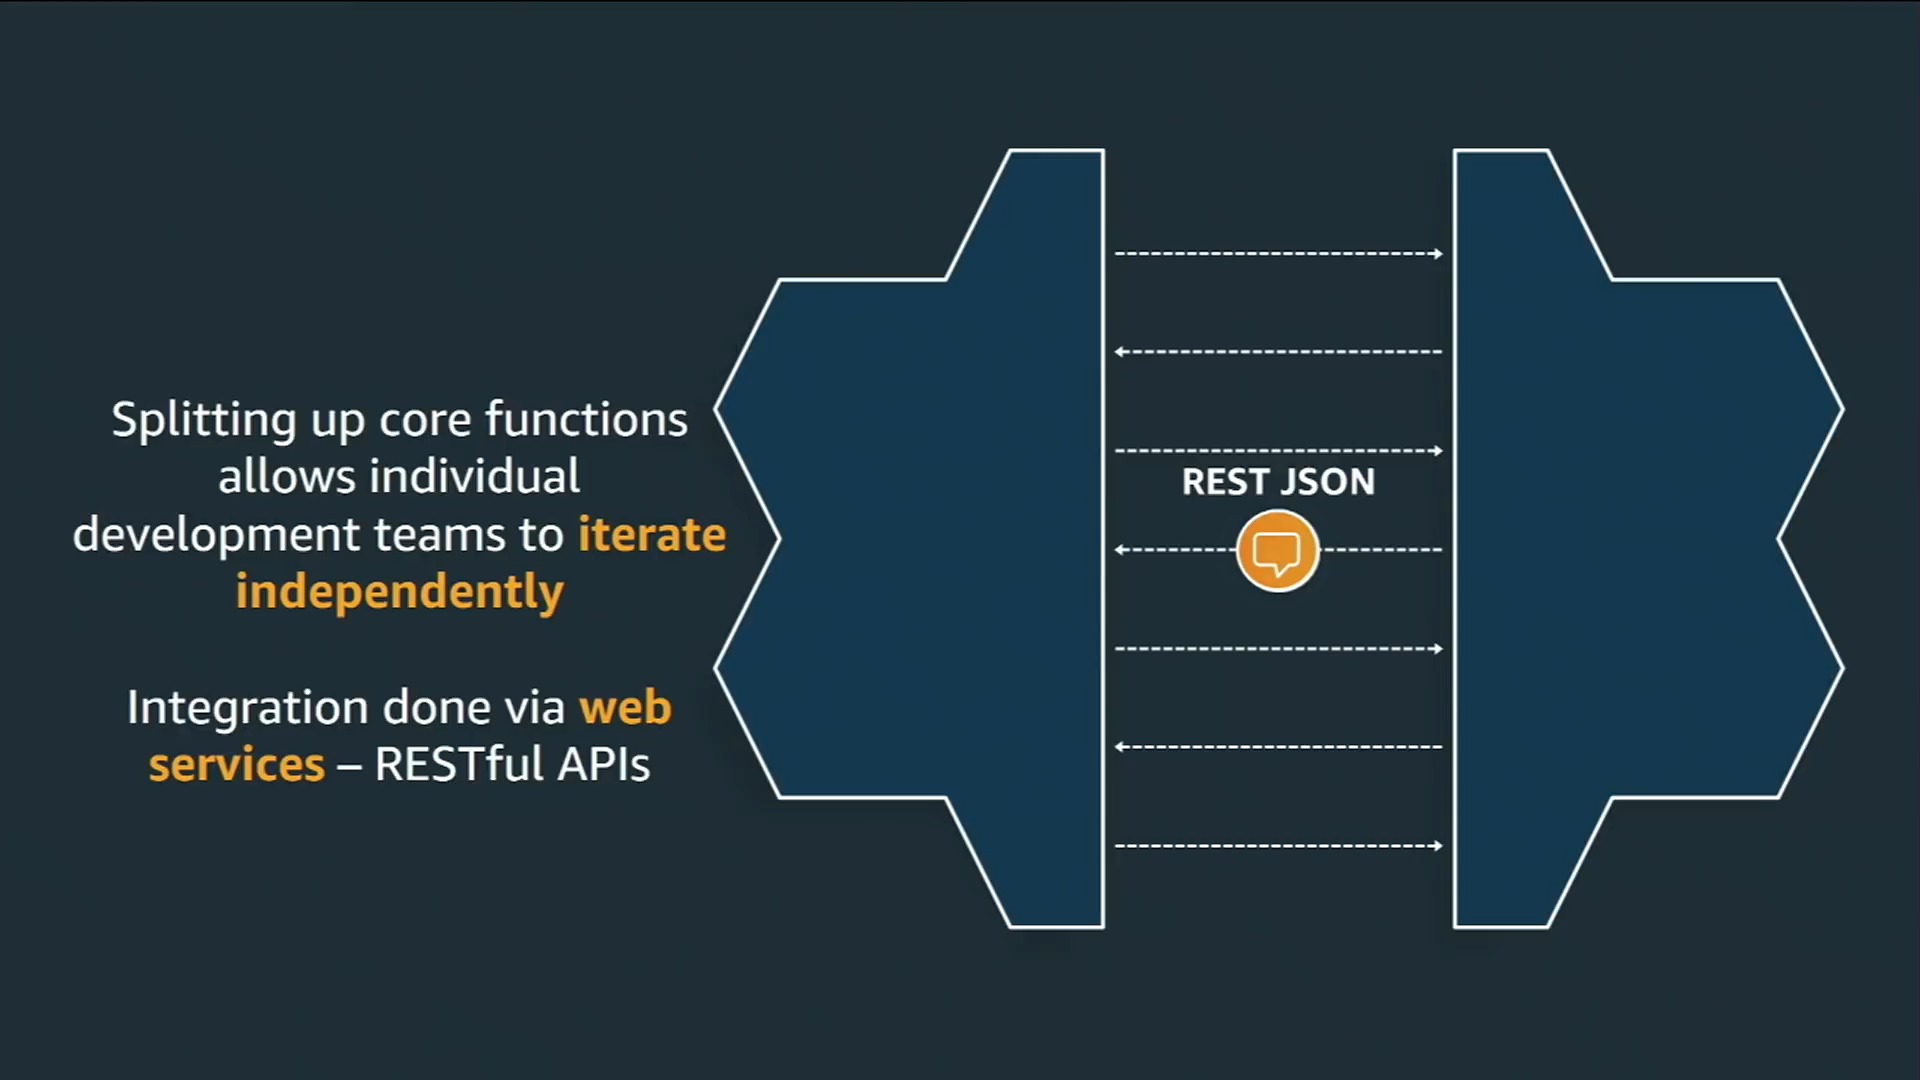 Splitting up core functions
allows individual
development teams to iterate
independently
Integration done via web
services – RESTful APIs
REST JSON